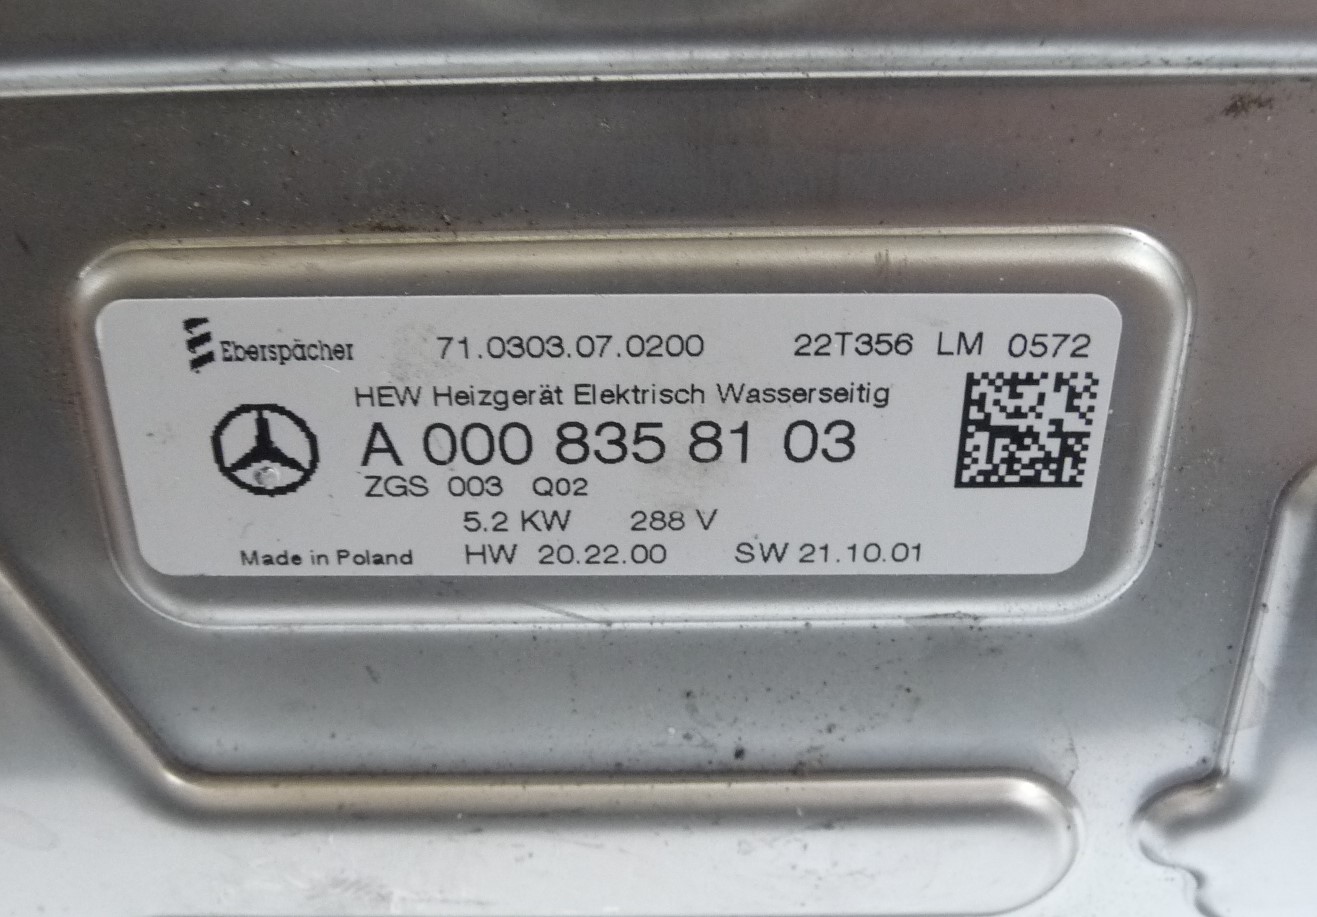 Eberspächer 71.0303.07.0200 22T356 LM 0572
HEW Heizgerät Elektrisch Wasserseitig
A 000 835 81 03
ZGS 003 Q02
5.2 KW 288 V
Made in Poland HW 20.22.00 SW 21.10.01